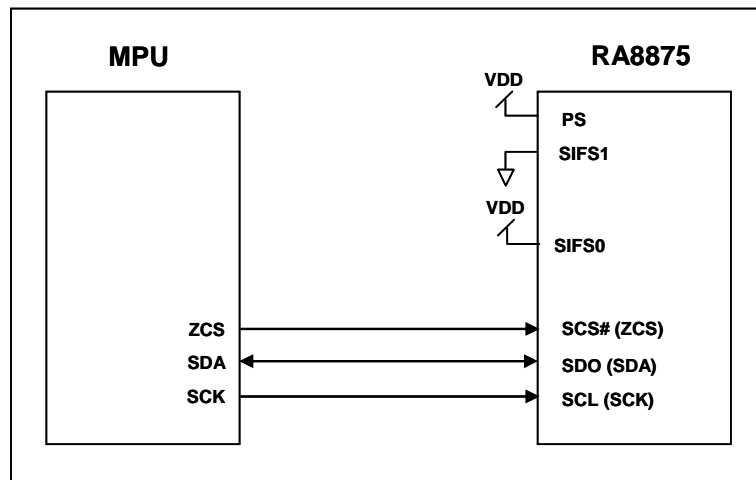 MPU
RA8875
VDD
PS
SIFS1
VDD
SIFS0
ZCS
SCS# (ZCS)
SDA
SDO (SDA)
SCK
SCL (SCK)